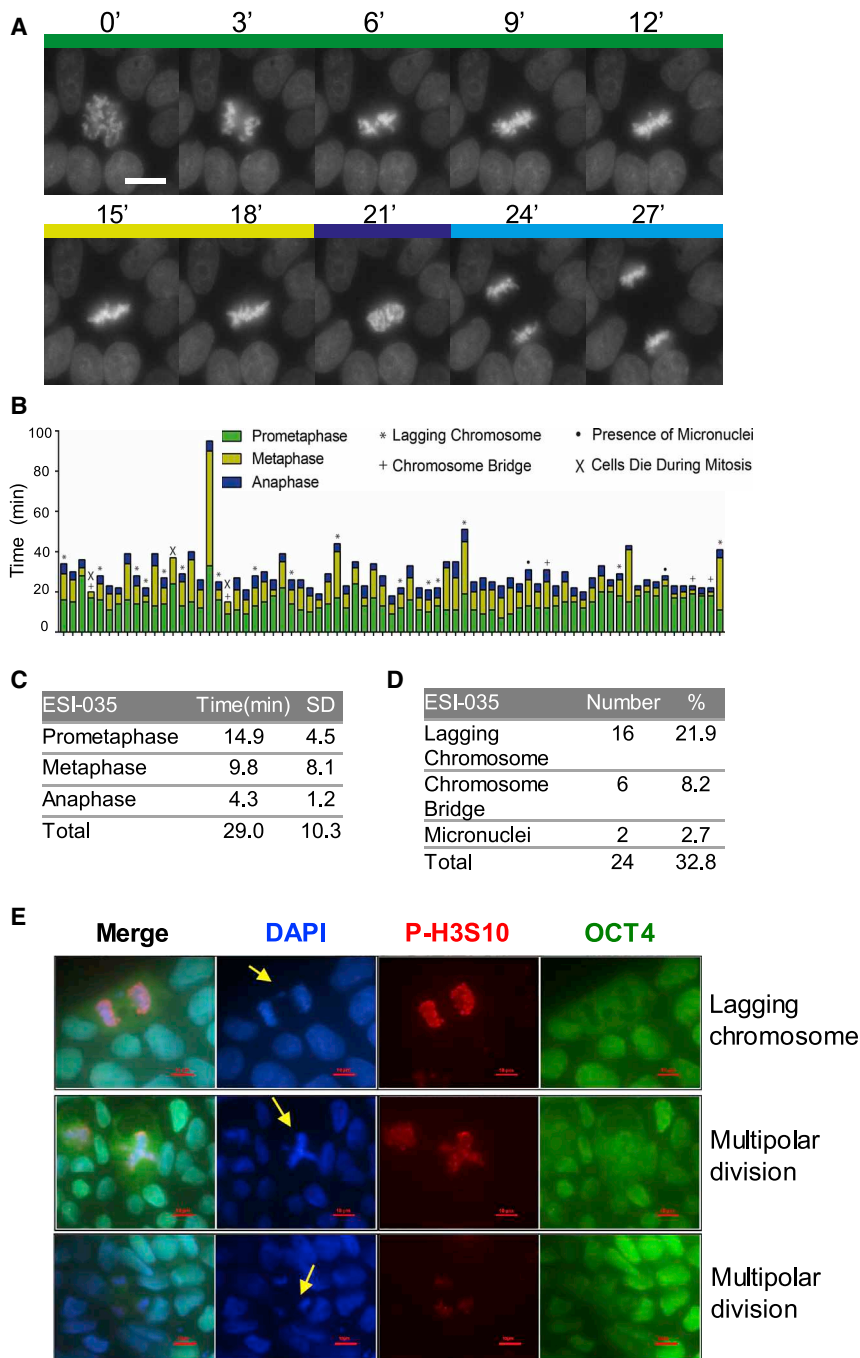 A
0’ 3’ 6’ 9’ 12’
15’ 18’ 21’ 24’ 27’
B
Time (min)
100
80
60
40
20
0
Prometaphase
Metaphase
Anaphase
* Lagging Chromosome
+ Chromosome Bridge
• Presence of Micronuclei
X Cells Die During Mitosis
C
ESI-035 Time(min) SD
Prometaphase 14.9 4.5
Metaphase 9.8 8.1
Anaphase 4.3 1.2
Total 29.0 10.3
D
ESI-035 Number %
Lagging Chromosome 16 21.9
Chromosome Bridge 6 8.2
Micronuclei 2 2.7
Total 24 32.8
E
Merge DAPI P-H3S10 OCT4
Lagging
chromosome
Multipolar
division
Multipolar
division